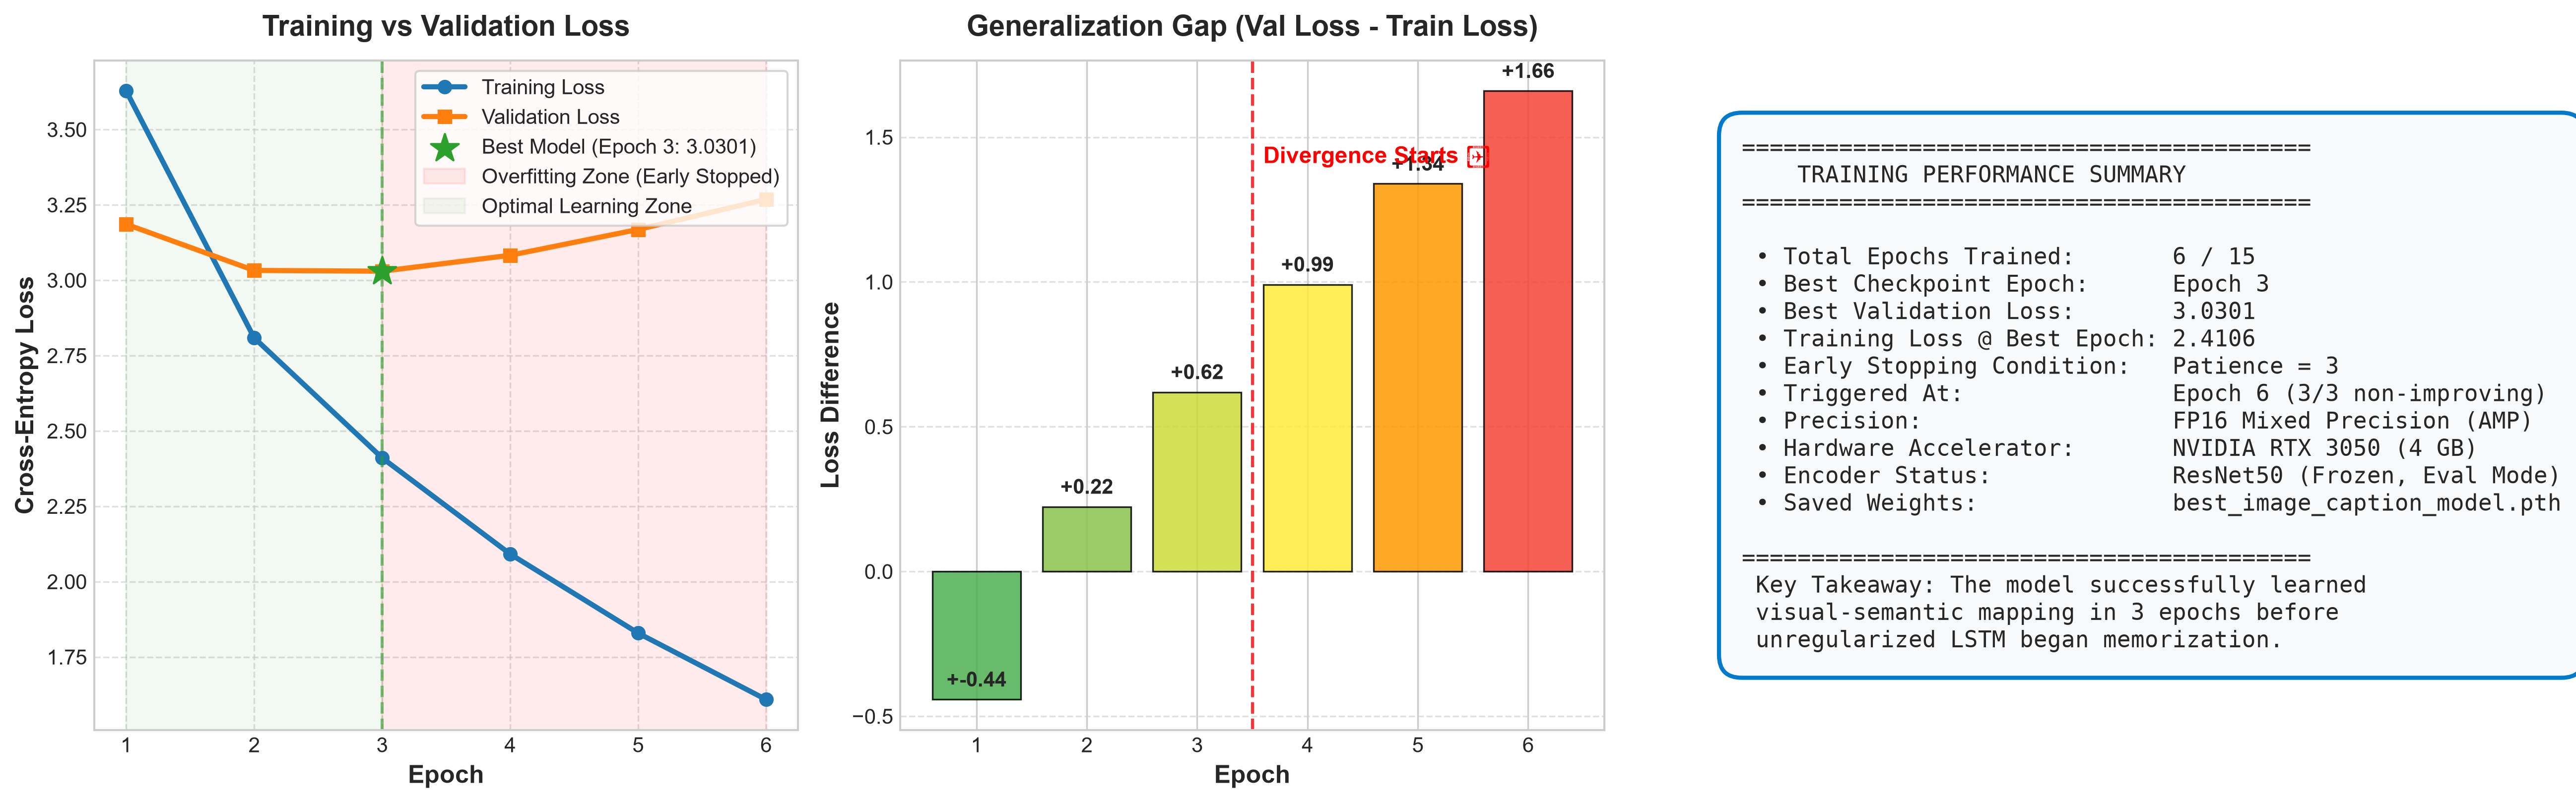 Training vs Validation Loss
Cross-Entropy Loss
3.50
3.25
3.00
2.75
2.50
2.25
2.00
1.75
Training Loss
Validation Loss
Best Model (Epoch 3: 3.0301)
Overfitting Zone (Early Stopped)
Optimal Learning Zone
1 2 3 4 5 6
Epoch
Generalization Gap (Val Loss - Train Loss)
Loss Difference
1.5
1.0
0.5
0.0
−0.5
+1.66
Divergence Starts
+1.34
+0.99
+0.62
+0.22
+-0.44
1 2 3 4 5 6
Epoch
=========================================
TRAINING PERFORMANCE SUMMARY
=========================================
• Total Epochs Trained: 6 / 15
• Best Checkpoint Epoch: Epoch 3
• Best Validation Loss: 3.0301
• Training Loss @ Best Epoch: 2.4106
• Early Stopping Condition: Patience = 3
• Triggered At: Epoch 6 (3/3 non-improving)
• Precision: FP16 Mixed Precision (AMP)
• Hardware Accelerator: NVIDIA RTX 3050 (4 GB)
• Encoder Status: ResNet50 (Frozen, Eval Mode)
• Saved Weights: best_image_caption_model.pth
=========================================
Key Takeaway: The model successfully learned
visual-semantic mapping in 3 epochs before
unregularized LSTM began memorization.